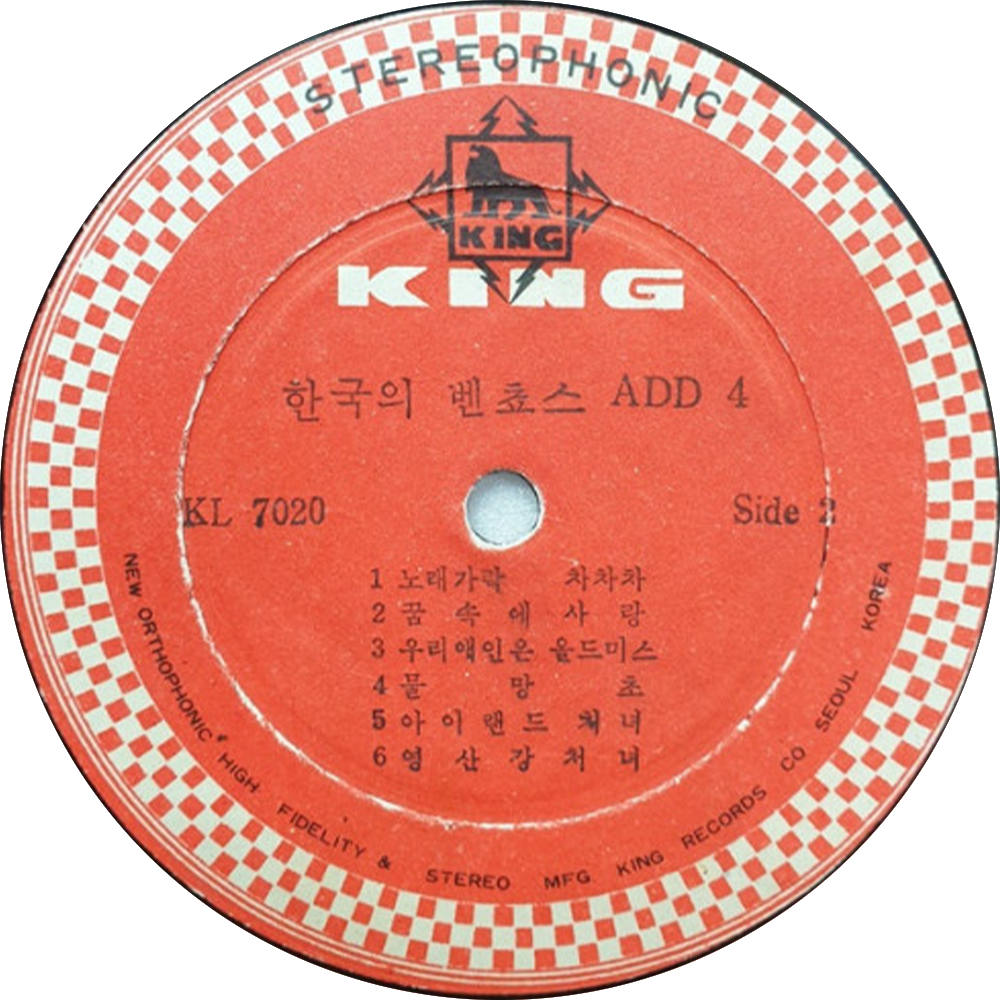 STEREOPHONIC
KING
KING
한국의 벤쵸스 ADD 4
KL 7020
Side 2
1 노래가락 차차차
2 꿈 속 에 사 랑
3 우리애인은 올드미스
4 물 망 초
5 아 이 랜 드 처 녀
6 영 산 강 처 녀
NEW ORTHOPHONIC HIGH FIDELITY & STEREO MFG KING RECORDS CO SEOUL KOREA